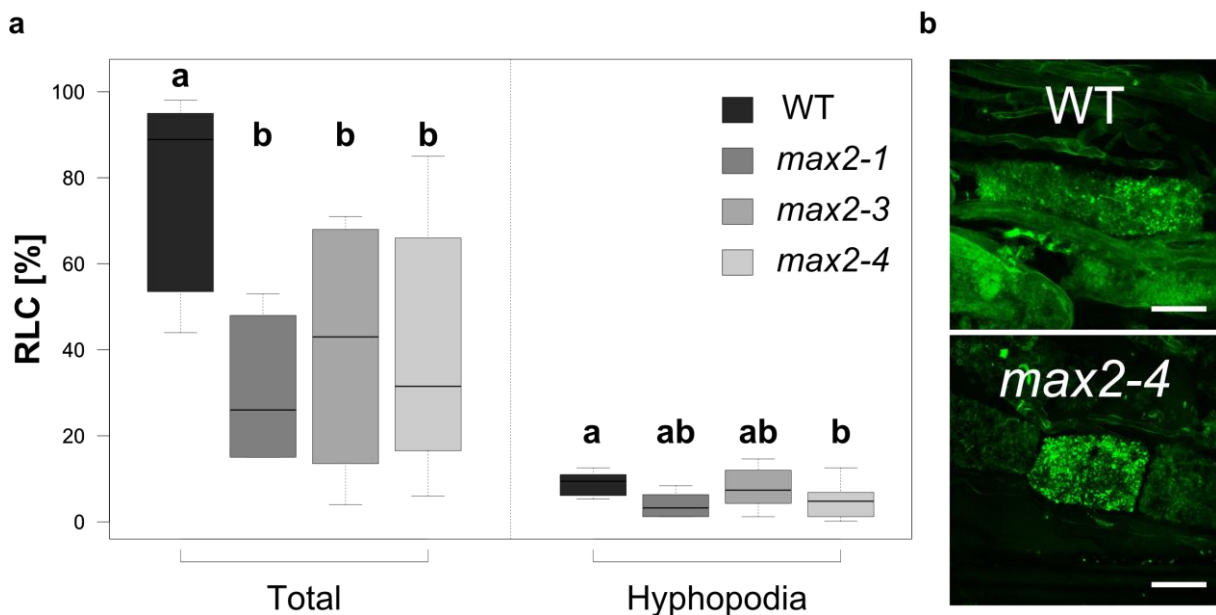 a
b
RLC [%]
100
80
60
40
20
0
a
b
b
b
a
ab
ab
b
WT
max2-1
max2-3
max2-4
Total
Hyphopodia
WT
max2-4